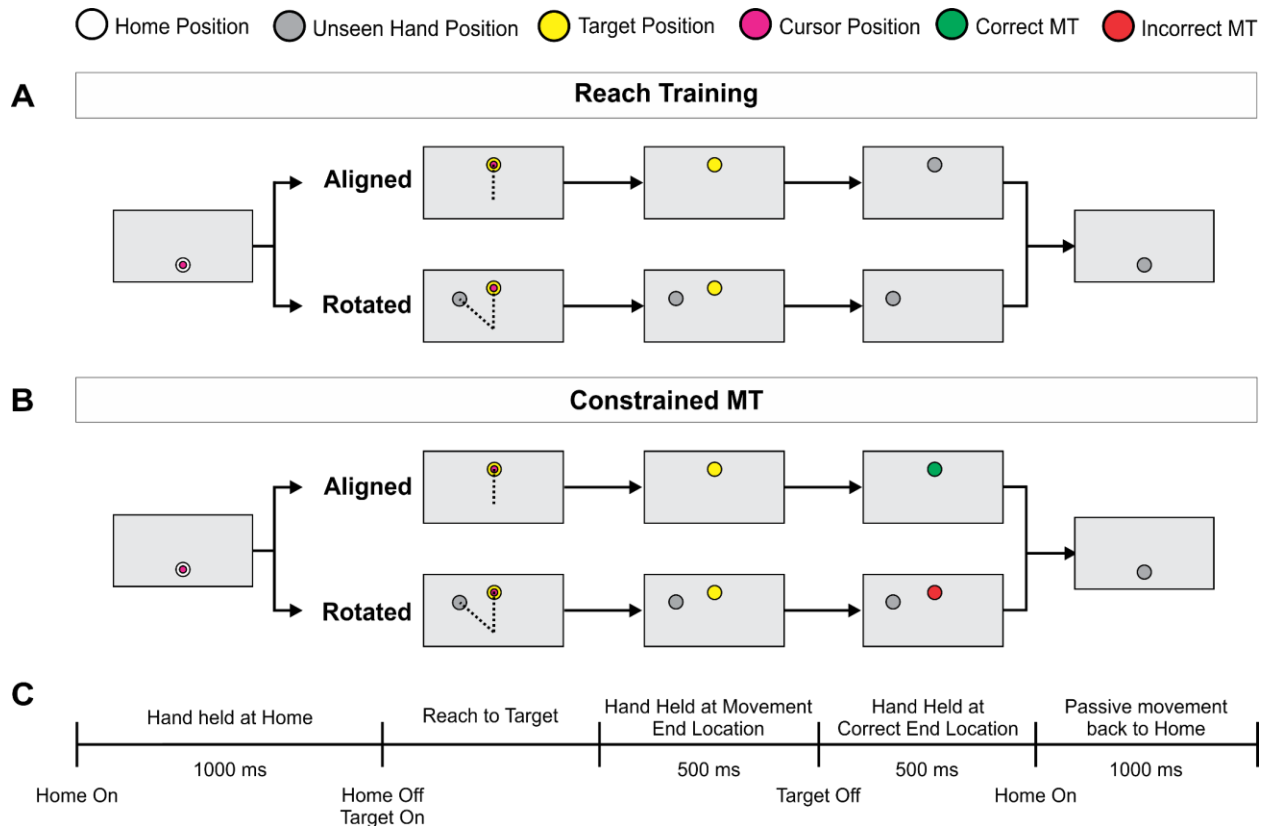 Home Position Unseen Hand Position Target Position Cursor Position Correct MT Incorrect MT
A
Reach Training
Aligned
Rotated
B
Constrained MT
Aligned
Rotated
C
Hand held at Home
Reach to Target
Hand Held at Movement
End Location
Hand Held at
Correct End Location
Passive movement
back to Home
1000 ms
500 ms
500 ms
1000 ms
Home On
Home Off
Target On
Target Off
Home On